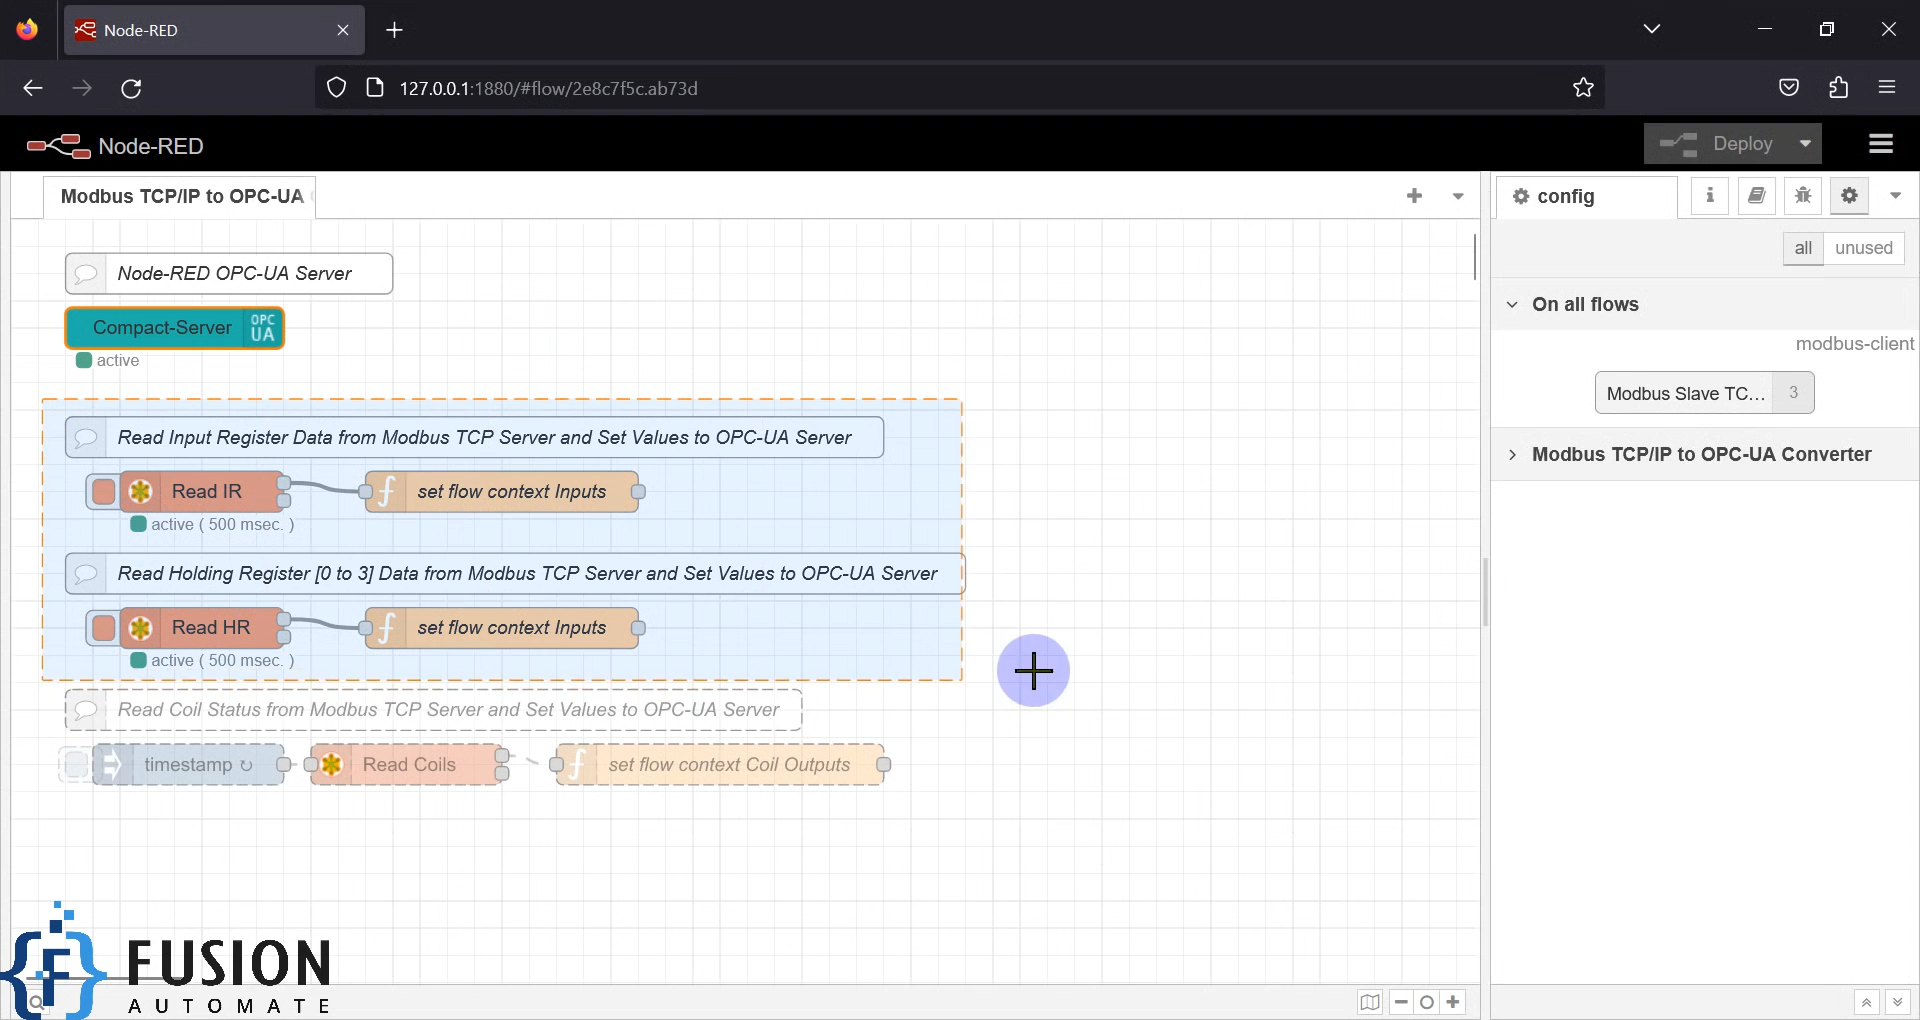 Node-RED
127.0.0.1:1880/#flow/2e8c7f5c.ab73d
Node-RED
Deploy
Modbus TCP/IP to OPC-UA
config
all
unused
Node-RED OPC-UA Server
Compact-Server
OPC
UA
active
On all flows
modbus-client
Modbus Slave TC...
3
Modbus TCP/IP to OPC-UA Converter
Read Input Register Data from Modbus TCP Server and Set Values to OPC-UA Server
Read IR
set flow context Inputs
active ( 500 msec. )
Read Holding Register [0 to 3] Data from Modbus TCP Server and Set Values to OPC-UA Server
Read HR
set flow context Inputs
active ( 500 msec. )
Read Coil Status from Modbus TCP Server and Set Values to OPC-UA Server
timestamp ↻
Read Coils
set flow context Coil Outputs
FUSION
AUTOMATE